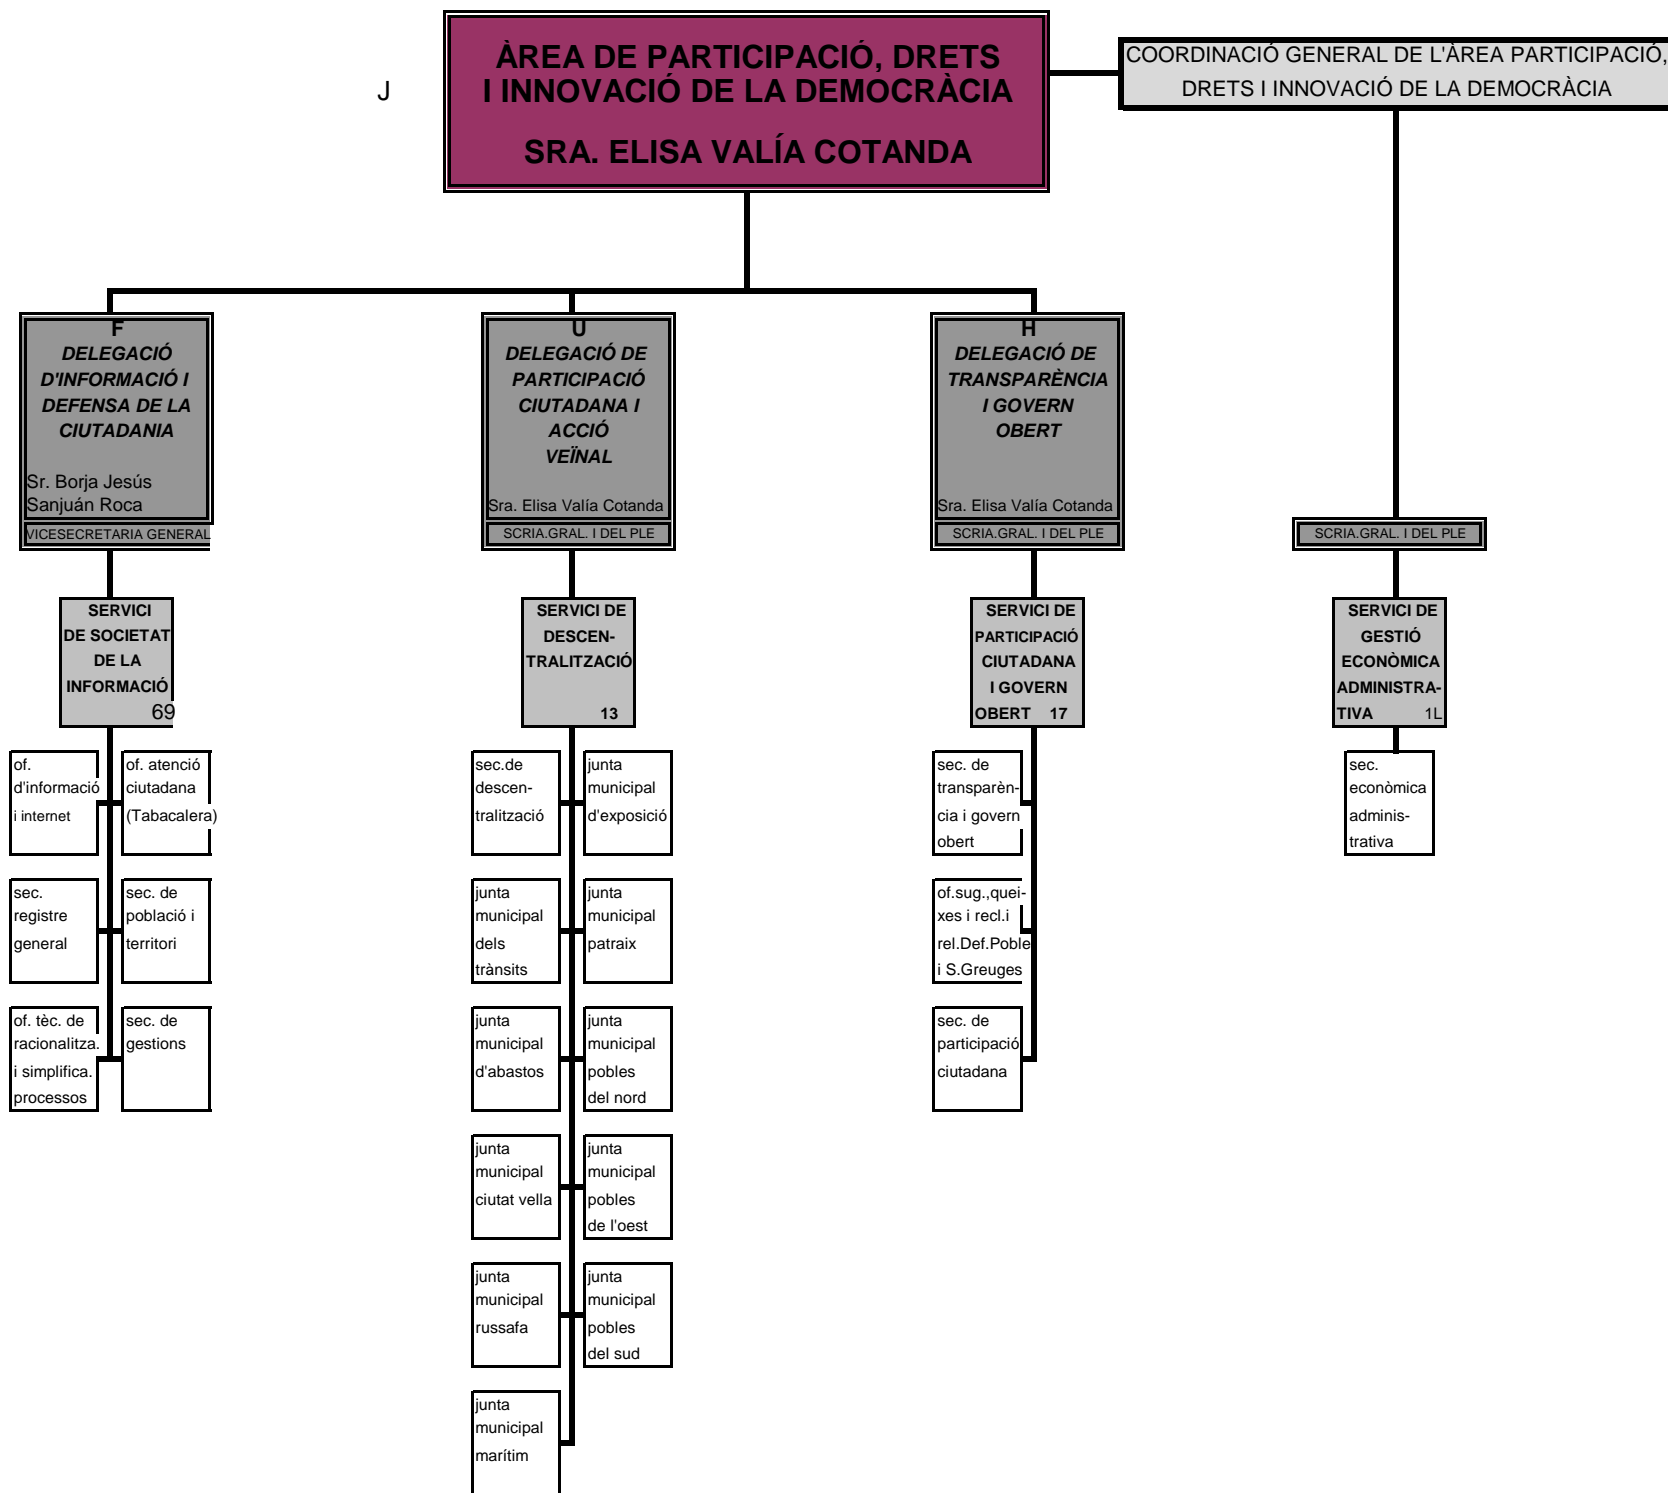 J
ÀREA DE PARTICIPACIÓ, DRETS
I INNOVACIÓ DE LA DEMOCRÀCIA
SRA. ELISA VALÍA COTANDA
COORDINACIÓ GENERAL DE L'ÀREA PARTICIPACIÓ,
DRETS I INNOVACIÓ DE LA DEMOCRÀCIA
F
DELEGACIÓ
D'INFORMACIÓ I
DEFENSA DE LA
CIUTADANIA
Sr. Borja Jesús
Sanjuán Roca
VICESECRETARIA GENERAL
U
DELEGACIÓ DE
PARTICIPACIÓ
CIUTADANA I
ACCIÓ
VEÏNAL
Sra. Elisa Valía Cotanda
SCRIA.GRAL. I DEL PLE
H
DELEGACIÓ DE
TRANSPARÈNCIA
I GOVERN
OBERT
Sra. Elisa Valía Cotanda
SCRIA.GRAL. I DEL PLE
SCRIA.GRAL. I DEL PLE
SERVICI
DE SOCIETAT
DE LA
INFORMACIÓ
69
SERVICI DE
DESCEN-
TRALITZACIÓ
13
SERVICI DE
PARTICIPACIÓ
CIUTADANA
I GOVERN
OBERT 17
SERVICI DE
GESTIÓ
ECONÒMICA
ADMINISTRA-
TIVA 1L
of.
d'informació
i internet
of. atenció
ciutadana
(Tabacalera)
sec.
registre
general
sec. de
població i
territori
of. tèc. de
racionalitza.
i simplifica.
processos
sec. de
gestions
sec.de
descen-
tralització
junta
municipal
d'exposició
junta
municipal
dels
trànsits
junta
municipal
patraix
junta
municipal
d'abastos
junta
municipal
pobles
del nord
junta
municipal
ciutat vella
junta
municipal
pobles
de l'oest
junta
municipal
russafa
junta
municipal
pobles
del sud
junta
municipal
marítim
sec. de
transparèn-
cia i govern
obert
of.sug.,quei-
xes i recl.i
rel.Def.Poble
i S.Greuges
sec. de
participació
ciutadana
sec.
econòmica
adminis-
trativa